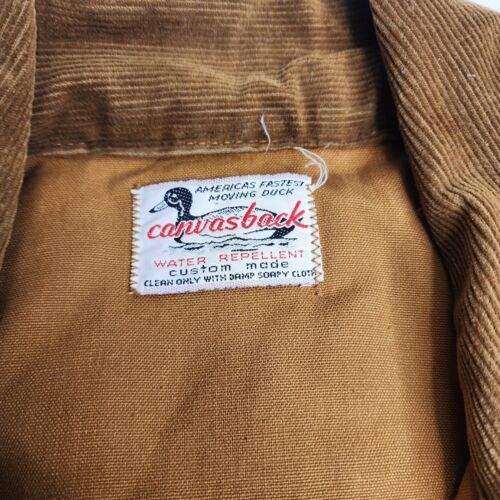 AMERICAS FASTEST
MOVING DUCK
canvasback
WATER REPELLENT
custom made
CLEAN ONLY WITH DAMP SOAPY CLOTH